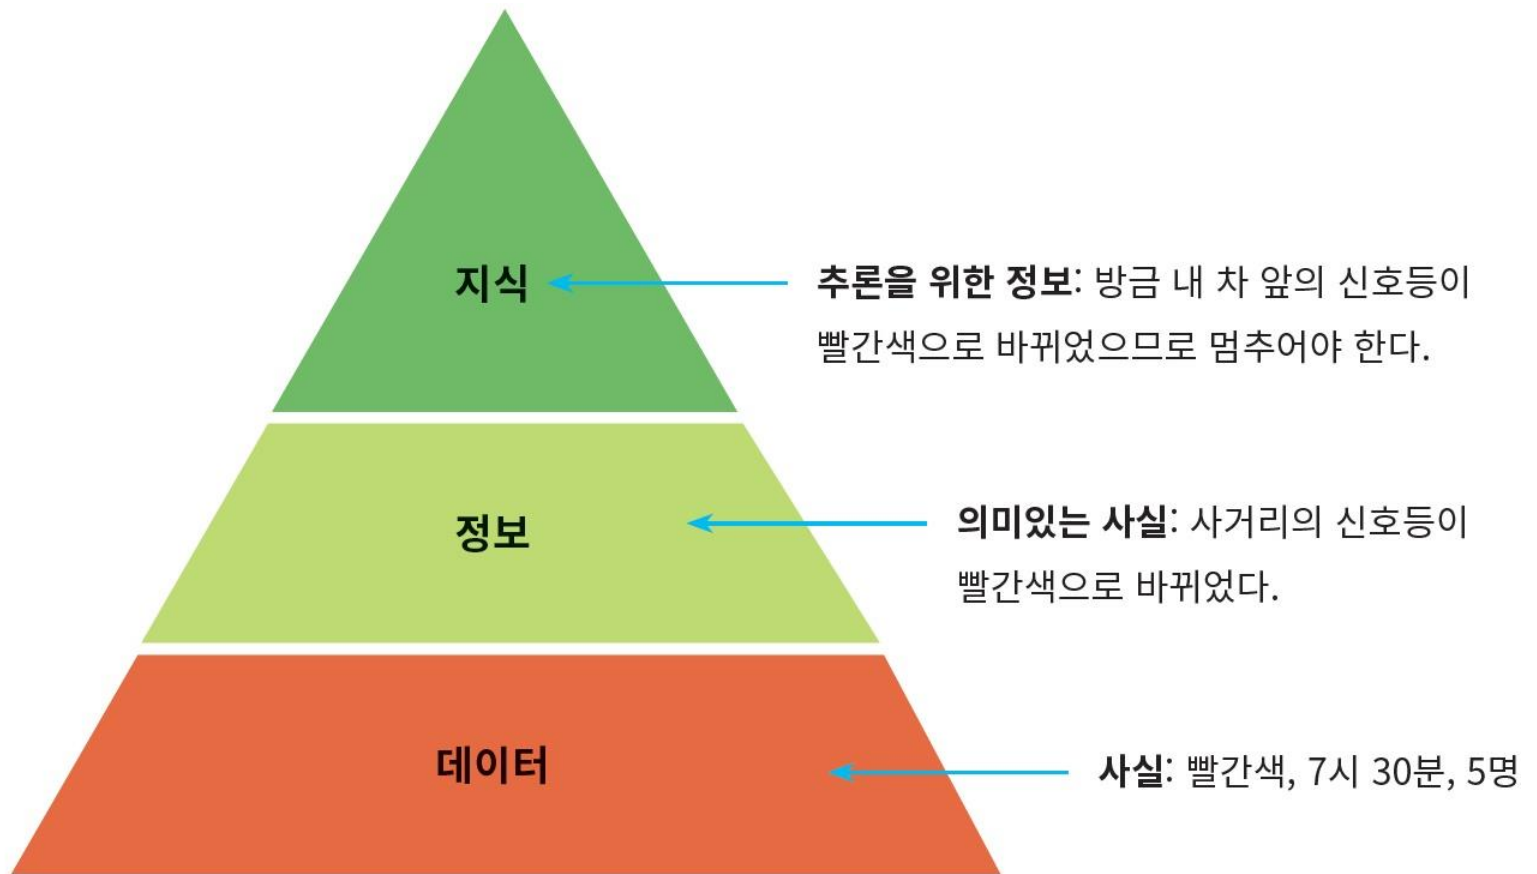 지식
추론을 위한 정보: 방금 내 차 앞의 신호등이
빨간색으로 바뀌었으므로 멈추어야 한다.
정보
의미있는 사실: 사거리의 신호등이
빨간색으로 바뀌었다.
데이터
사실: 빨간색, 7시 30분, 5명